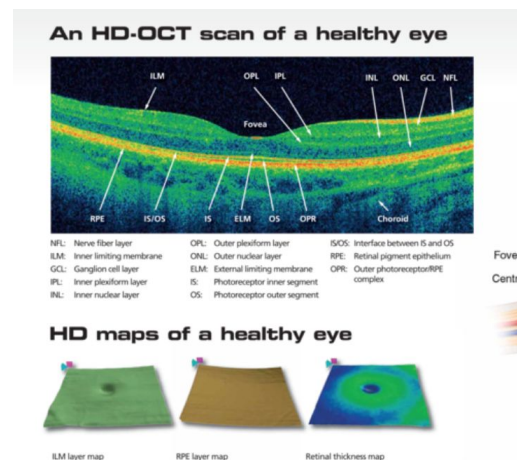 An HD-OCT scan of a healthy eye
ILM OPL IPL INL ONL GCL NFL
Fovea
RPE IS/OS IS ELM OS OPR Choroid
NFL: Nerve fiber layer
ILM: Inner limiting membrane
GCL: Ganglion cell layer
IPL: Inner plexiform layer
INL: Inner nuclear layer
OPL: Outer plexiform layer
ONL: Outer nuclear layer
ELM: External limiting membrane
IS: Photoreceptor inner segment
OS: Photoreceptor outer segment
IS/OS: Interface between IS and OS
RPE: Retinal pigment epithelium
OPR: Outer photoreceptor/RPE
complex
Fove
Centr
HD maps of a healthy eye
ILM layer map RPE layer map Retinal thickness map